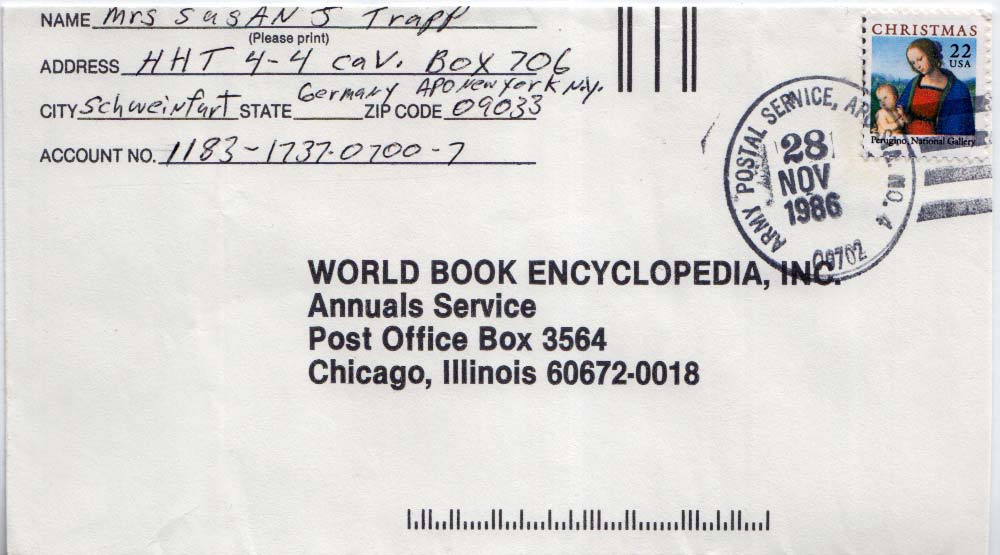 NAME Mrs Susan J Trapp
(Please print)
ADDRESS HHT 4-4 cav. Box 706
CITY Schweinfurt STATE Germany APO New York N.Y. ZIP CODE 09033
ACCOUNT NO. 1183-1737-0700-7
CHRISTMAS
22
USA
Perugino, National Gallery
ARMY POSTAL SERVICE, NO. 4
28
NOV
1986
09702
WORLD BOOK ENCYCLOPEDIA, INC.
Annuals Service
Post Office Box 3564
Chicago, Illinois 60672-0018